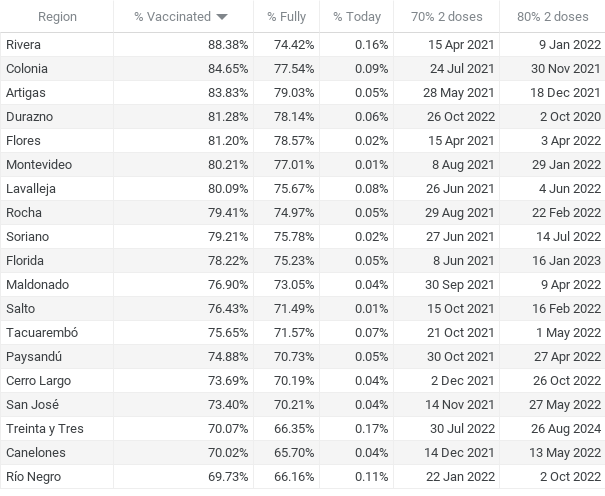 Region % Vaccinated % Fully % Today 70% 2 doses 80% 2 doses
Rivera 88.38% 74.42% 0.16% 15 Apr 2021 9 Jan 2022
Colonia 84.65% 77.54% 0.09% 24 Jul 2021 30 Nov 2021
Artigas 83.83% 79.03% 0.05% 28 May 2021 18 Dec 2021
Durazno 81.28% 78.14% 0.06% 26 Oct 2022 2 Oct 2020
Flores 81.20% 78.57% 0.02% 15 Apr 2021 3 Apr 2022
Montevideo 80.21% 77.01% 0.01% 8 Aug 2021 29 Jan 2022
Lavalleja 80.09% 75.67% 0.08% 26 Jun 2021 4 Jun 2022
Rocha 79.41% 74.97% 0.05% 29 Aug 2021 22 Feb 2022
Soriano 79.21% 75.78% 0.02% 27 Jun 2021 14 Jul 2022
Florida 78.22% 75.23% 0.05% 8 Jun 2021 16 Jan 2023
Maldonado 76.90% 73.05% 0.04% 30 Sep 2021 9 Apr 2022
Salto 76.43% 71.49% 0.01% 15 Oct 2021 16 Feb 2022
Tacuarembó 75.65% 71.57% 0.07% 21 Oct 2021 1 May 2022
Paysandú 74.88% 70.73% 0.05% 30 Oct 2021 27 Apr 2022
Cerro Largo 73.69% 70.19% 0.04% 2 Dec 2021 26 Oct 2022
San José 73.40% 70.21% 0.04% 14 Nov 2021 27 May 2022
Treinta y Tres 70.07% 66.35% 0.17% 30 Jul 2022 26 Aug 2024
Canelones 70.02% 65.70% 0.04% 14 Dec 2021 13 May 2022
Río Negro 69.73% 66.16% 0.11% 22 Jan 2022 2 Oct 2022